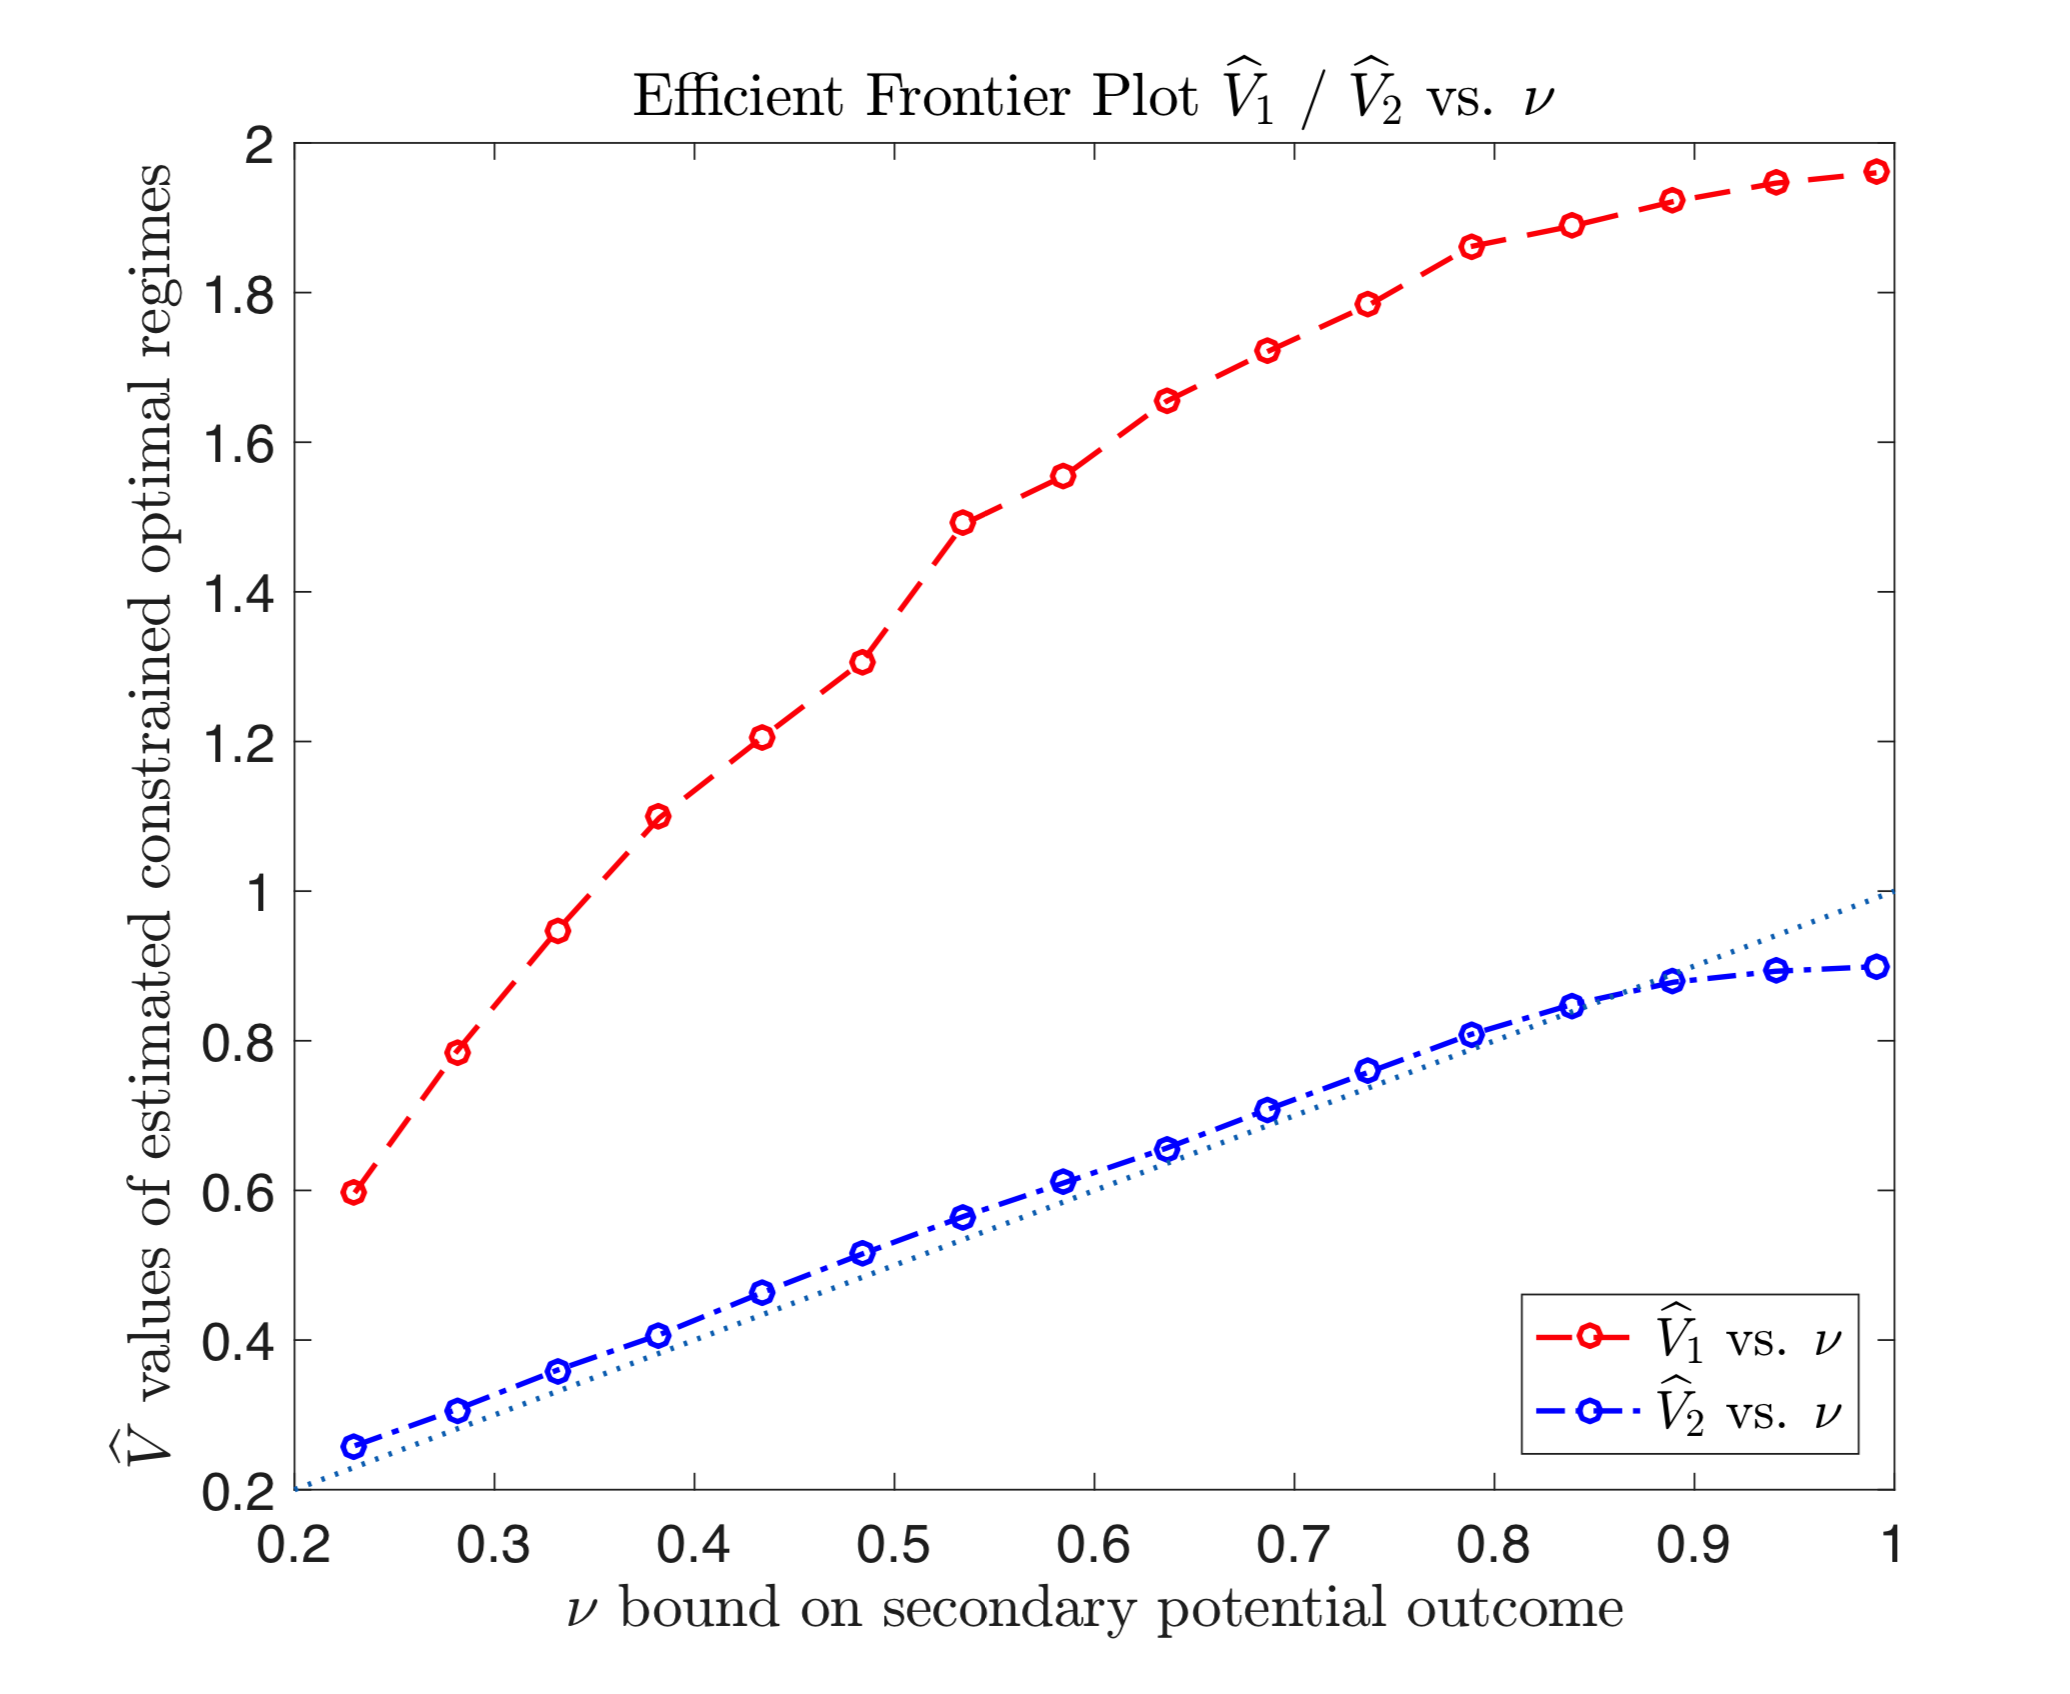 Efficient Frontier Plot V̂₁ / V̂₂ vs. ν
V̂ values of estimated constrained optimal regimes
2
1.8
1.6
1.4
1.2
1
0.8
0.6
0.4
0.2
V̂₁ vs. ν
V̂₂ vs. ν
0.2 0.3 0.4 0.5 0.6 0.7 0.8 0.9 1
ν bound on secondary potential outcome